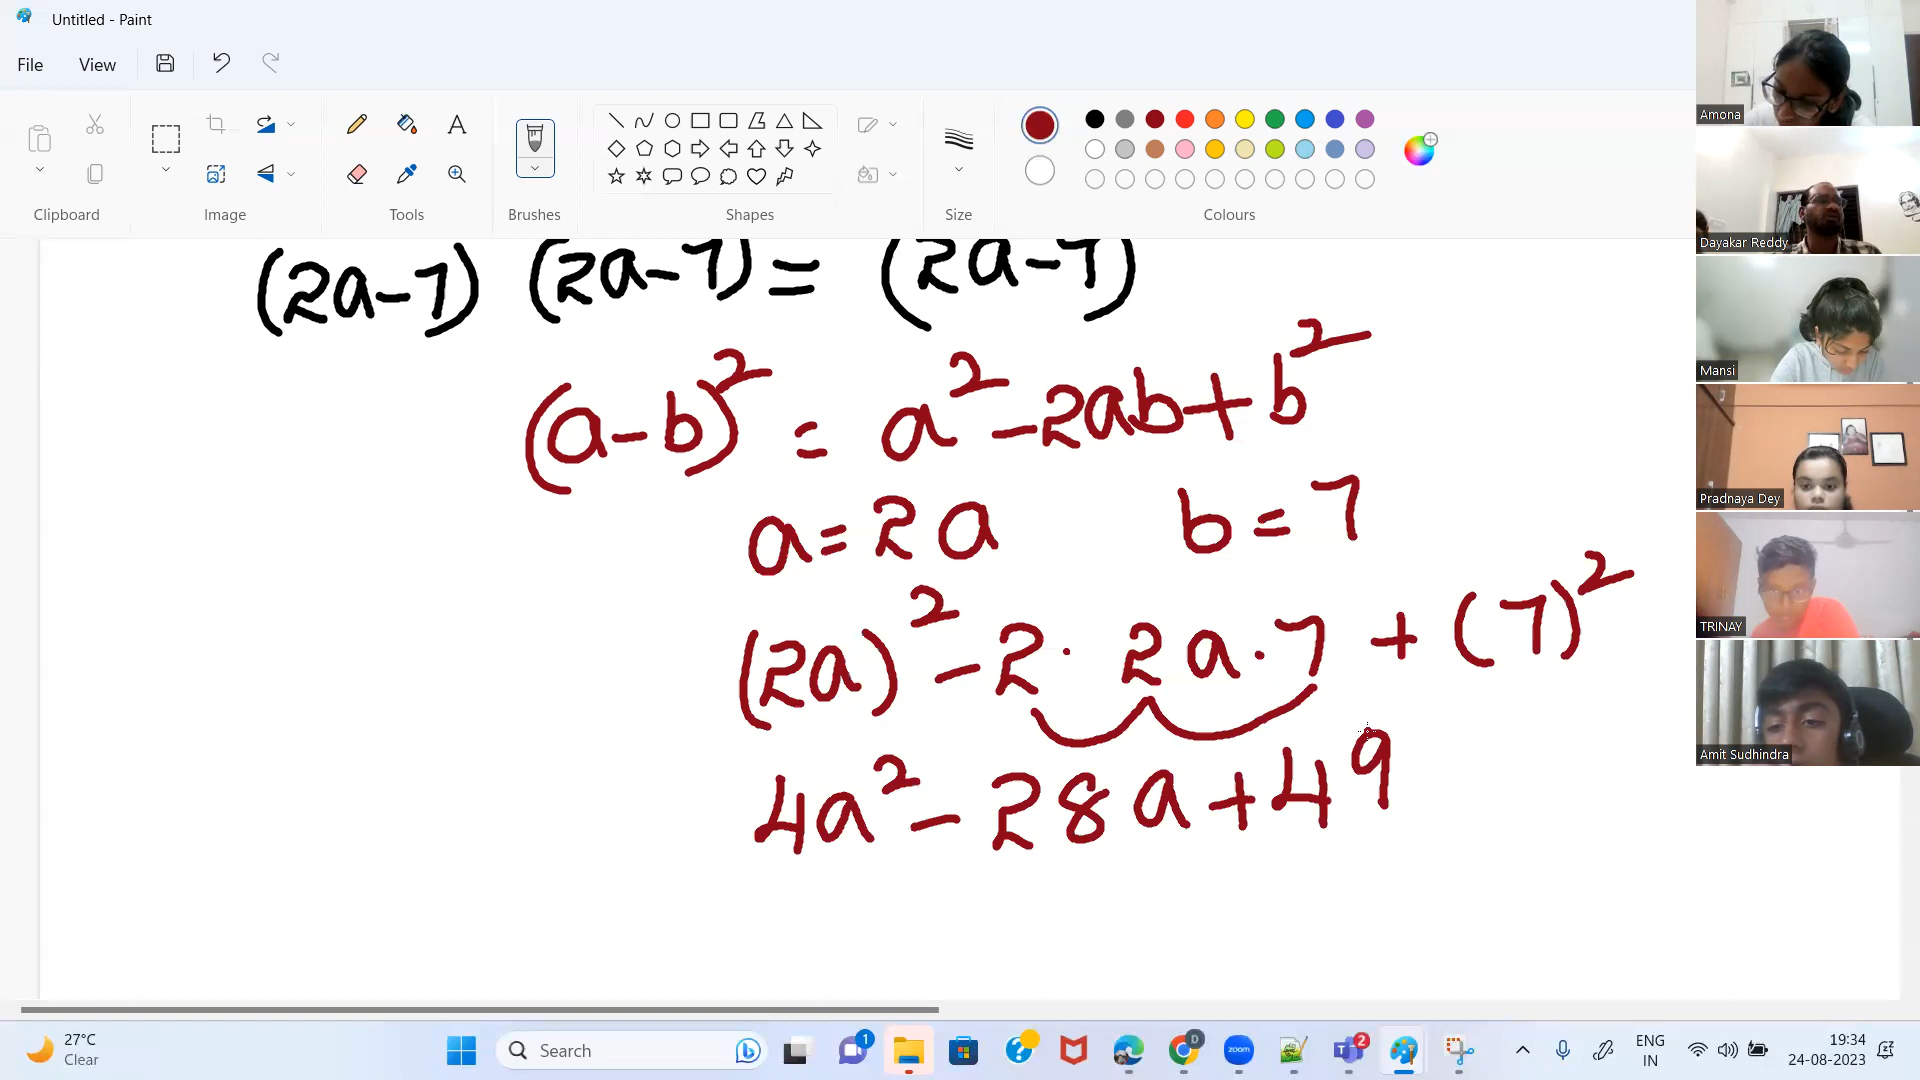 Untitled - Paint
File View
Clipboard Image Tools Brushes Shapes Size Colours
(2a-7) (2a-7) = (2a-7)
(a-b)² = a²-2ab+b²
a=2a b=7
(2a)² - 2· 2a·7 + (7)²
4a² - 28a+49
Amona
Dayakar Reddy
Mansi
Pradnaya Dey
TRINAY
Amit Sudhindra
27°C
Clear
Search
1
zoom
D
2
ENG
IN
19:34
24-08-2023